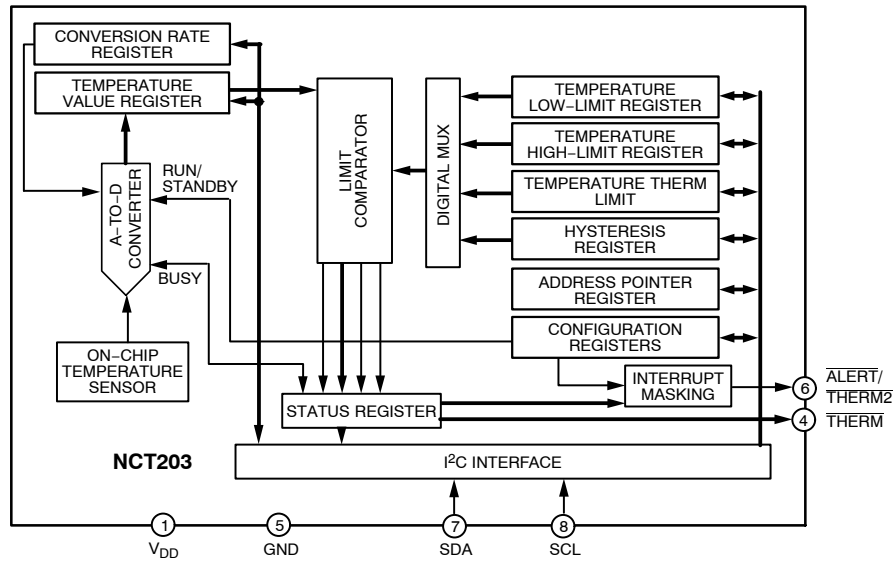 CONVERSION RATE
REGISTER
TEMPERATURE
VALUE REGISTER
A−TO−D
CONVERTER
RUN/
STANDBY
BUSY
ON−CHIP
TEMPERATURE
SENSOR
LIMIT
COMPARATOR
DIGITAL MUX
TEMPERATURE
LOW−LIMIT REGISTER
TEMPERATURE
HIGH−LIMIT REGISTER
TEMPERATURE THERM
LIMIT
HYSTERESIS
REGISTER
ADDRESS POINTER
REGISTER
CONFIGURATION
REGISTERS
INTERRUPT
MASKING
STATUS REGISTER
6
ALERT/
THERM2
4
THERM
NCT203
I²C INTERFACE
1
5
7
8
VDD
GND
SDA
SCL